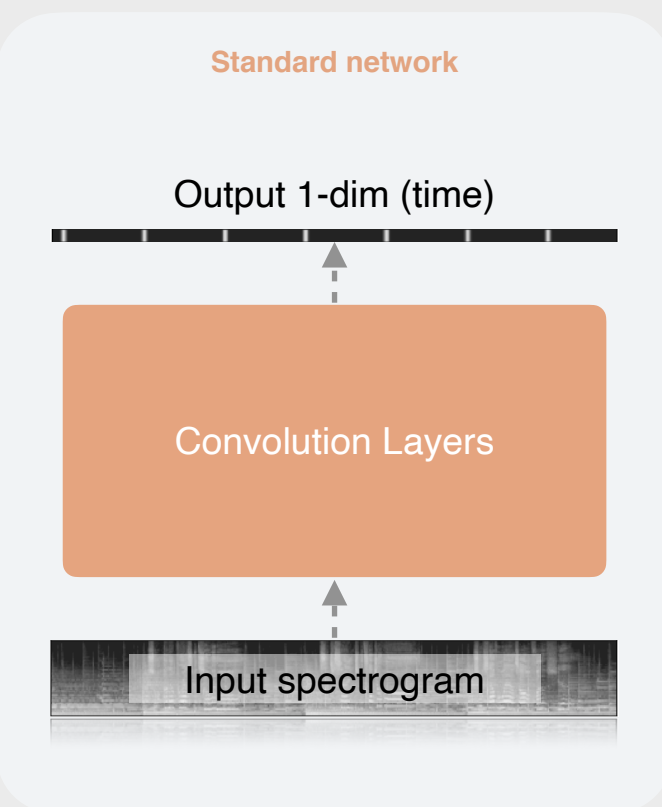 Standard network
Output 1-dim (time)
Convolution Layers
Input spectrogram